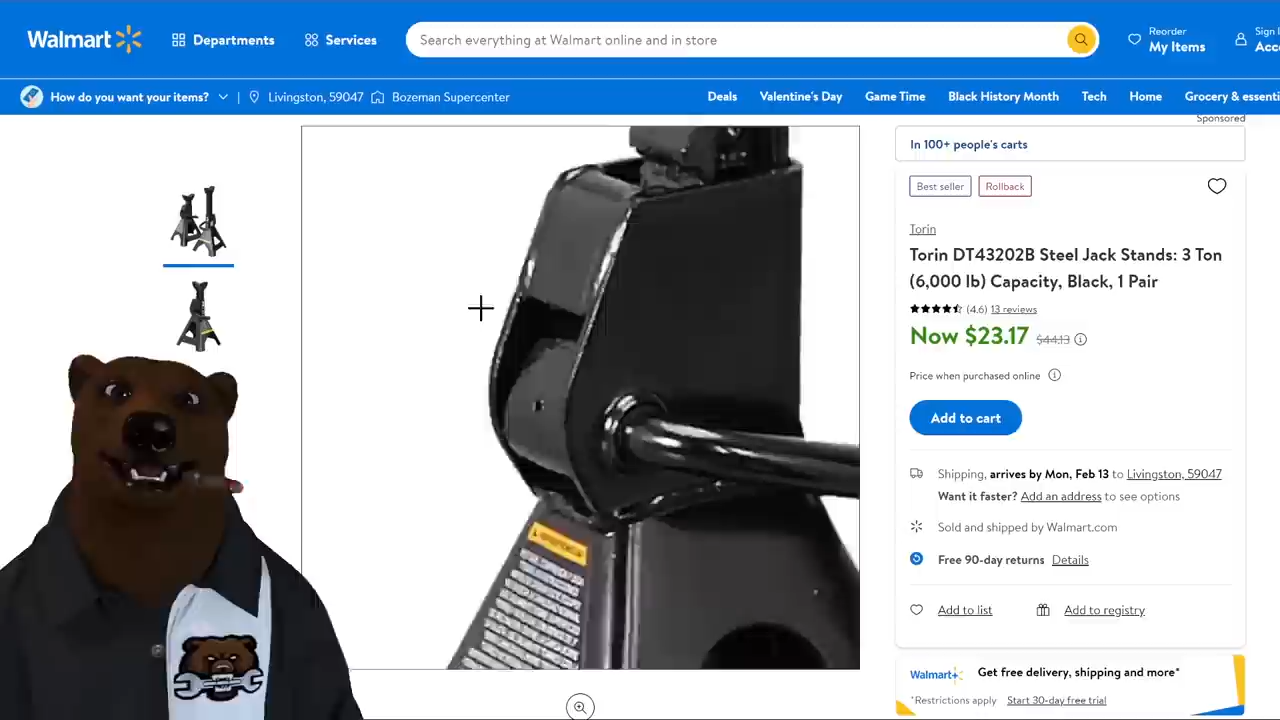 Walmart
Departments
Services
Search everything at Walmart online and in store
Reorder
My Items
Sign I
Acc
How do you want your items?
Livingston, 59047
Bozeman Supercenter
Deals
Valentine's Day
Game Time
Black History Month
Tech
Home
Grocery & essenti
Sponsored
In 100+ people's carts
Best seller
Rollback
Torin
Torin DT43202B Steel Jack Stands: 3 Ton
(6,000 lb) Capacity, Black, 1 Pair
(4.6) 13 reviews
Now $23.17 $44.13
Price when purchased online
Add to cart
Shipping, arrives by Mon, Feb 13 to Livingston, 59047
Want it faster? Add an address to see options
Sold and shipped by Walmart.com
Free 90-day returns Details
Add to list
Add to registry
Walmart+
Get free delivery, shipping and more*
*Restrictions apply
Start 30-day free trial